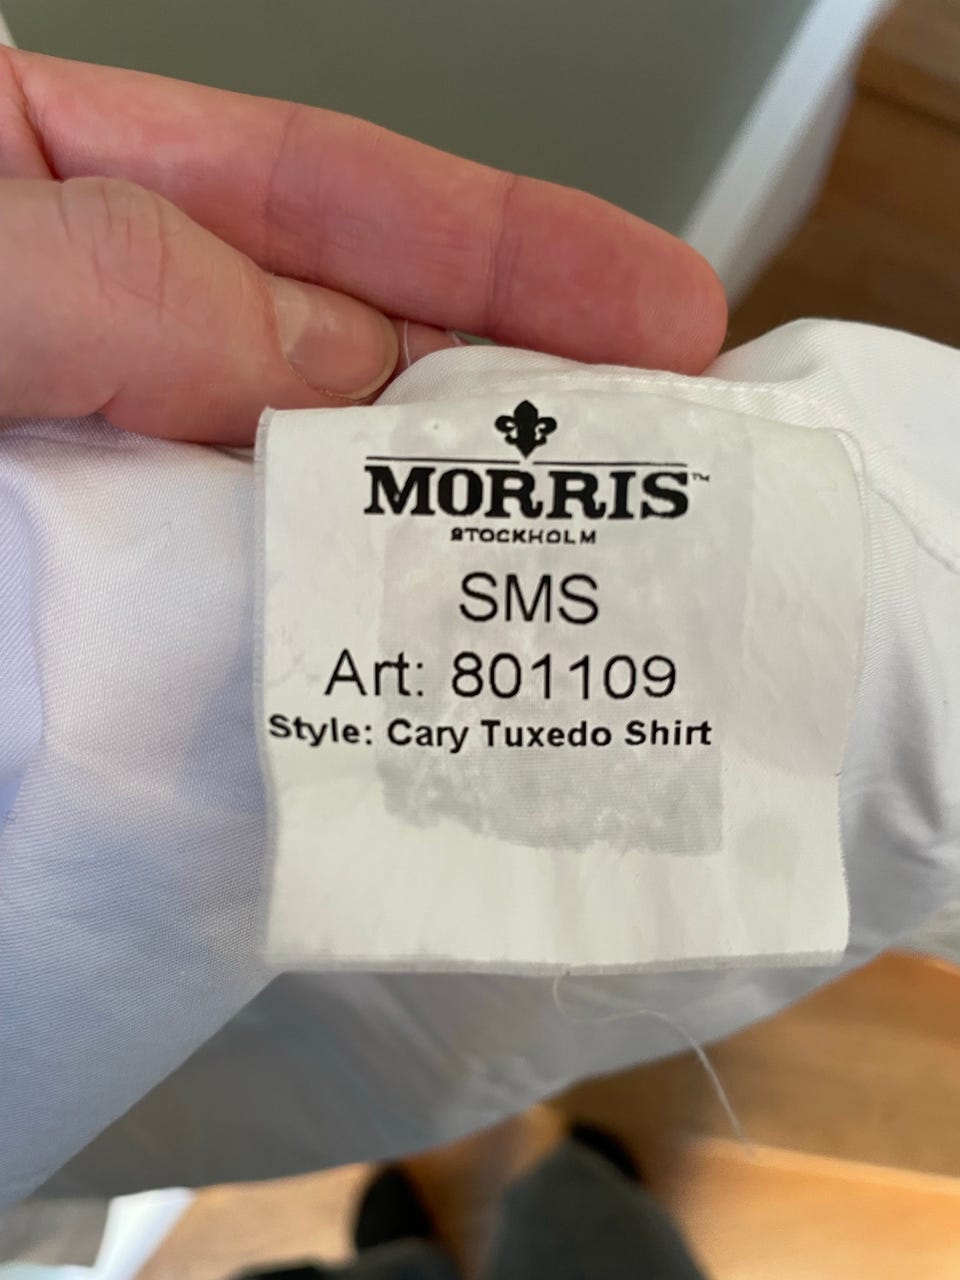 MORRIS™
STOCKHOLM
SMS
Art: 801109
Style: Cary Tuxedo Shirt